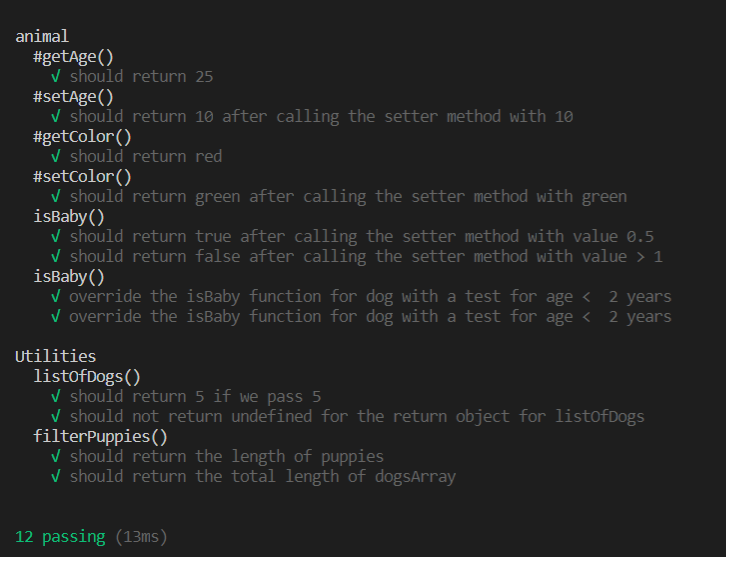 animal
#getAge()
√ should return 25
#setAge()
√ should return 10 after calling the setter method with 10
#getColor()
√ should return red
#setColor()
√ should return green after calling the setter method with green
isBaby()
√ should return true after calling the setter method with value 0.5
√ should return false after calling the setter method with value > 1
isBaby()
√ override the isBaby function for dog with a test for age <  2 years
√ override the isBaby function for dog with a test for age <  2 years
Utilities
listOfDogs()
√ should return 5 if we pass 5
√ should not return undefined for the return object for listOfDogs
filterPuppies()
√ should return the length of puppies
√ should return the total length of dogsArray
12 passing (13ms)